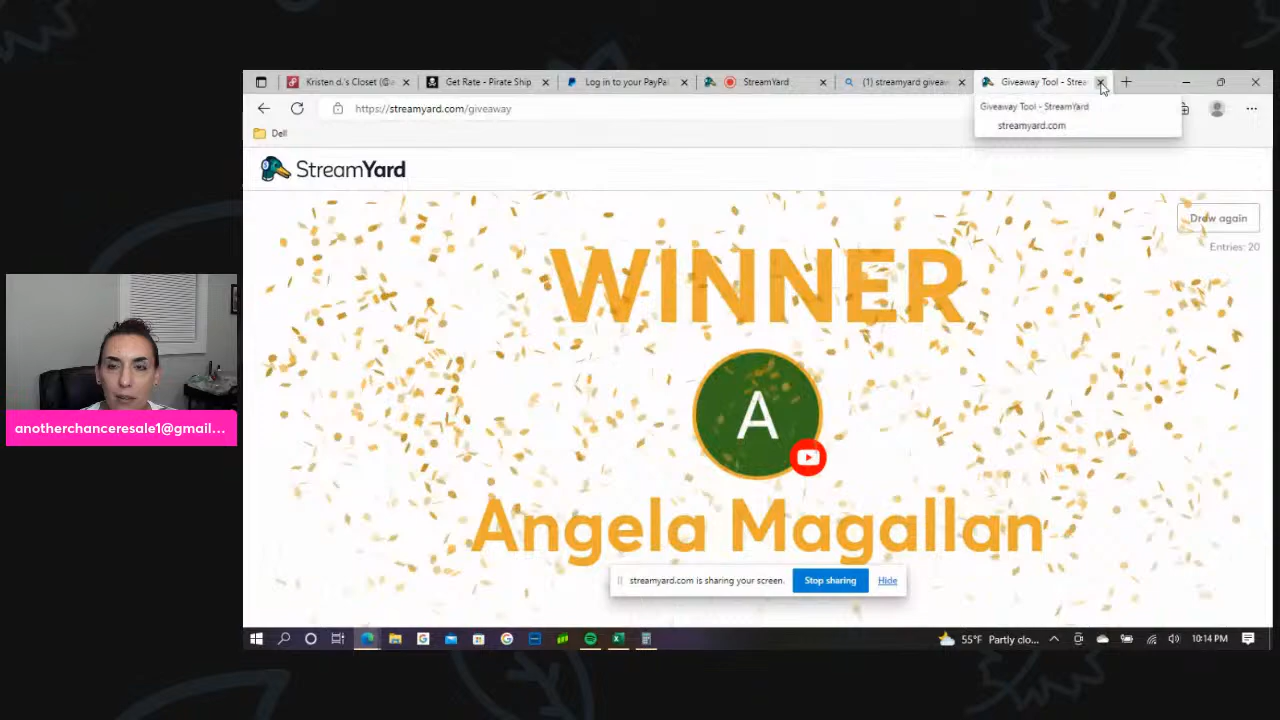 Kristen d.'s Closet (@
Get Rate - Pirate Ship
Log in to your PayPa
StreamYard
(1) streamyard givea
Giveaway Tool - Strea
https://streamyard.com/giveaway
Giveaway Tool - StreamYard
streamyard.com
Dell
StreamYard
Draw again
Entries: 20
WINNER
A
Angela Magallan
anotherchanceresale1@gmail...
streamyard.com is sharing your screen.
Stop sharing
Hide
55°F Partly clo...
10:14 PM